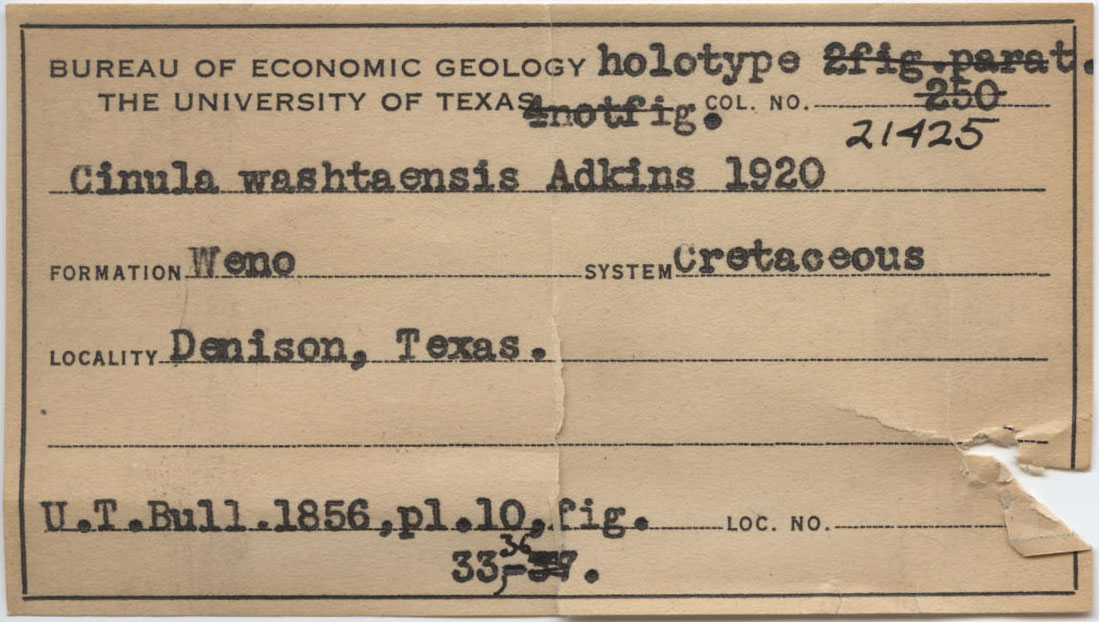 BUREAU OF ECONOMIC GEOLOGY holotype 2fig.parat.
THE UNIVERSITY OF TEXAS 4notfig. COL. NO. 250
21425
Cinula washtaensis Adkins 1920
FORMATION Weno SYSTEM Cretaceous
LOCALITY Denison, Texas.
U.T.Bull.1856,pl.10,fig. LOC. NO.
36
33,-37.